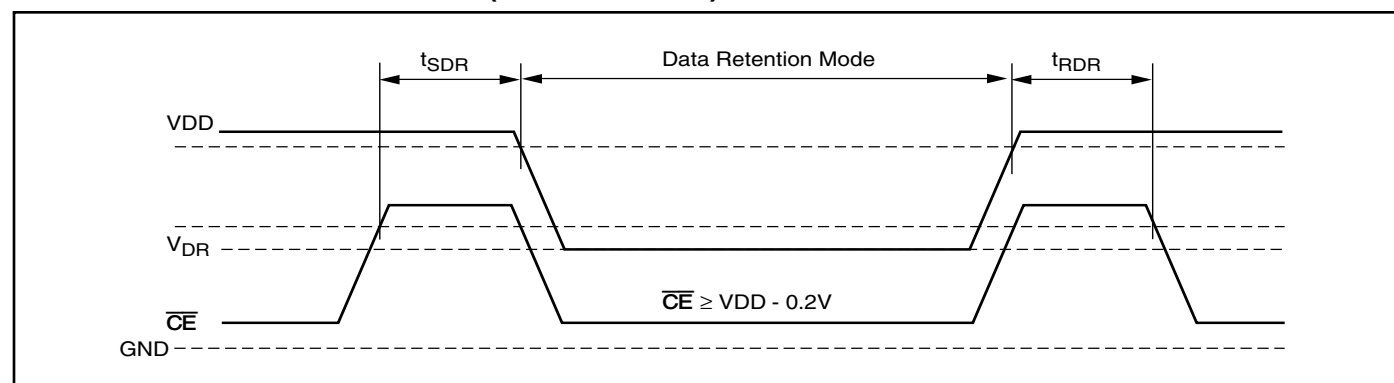 tSDR
Data Retention Mode
tRDR
VDD
VDR
CE ≥ VDD - 0.2V
CE
GND